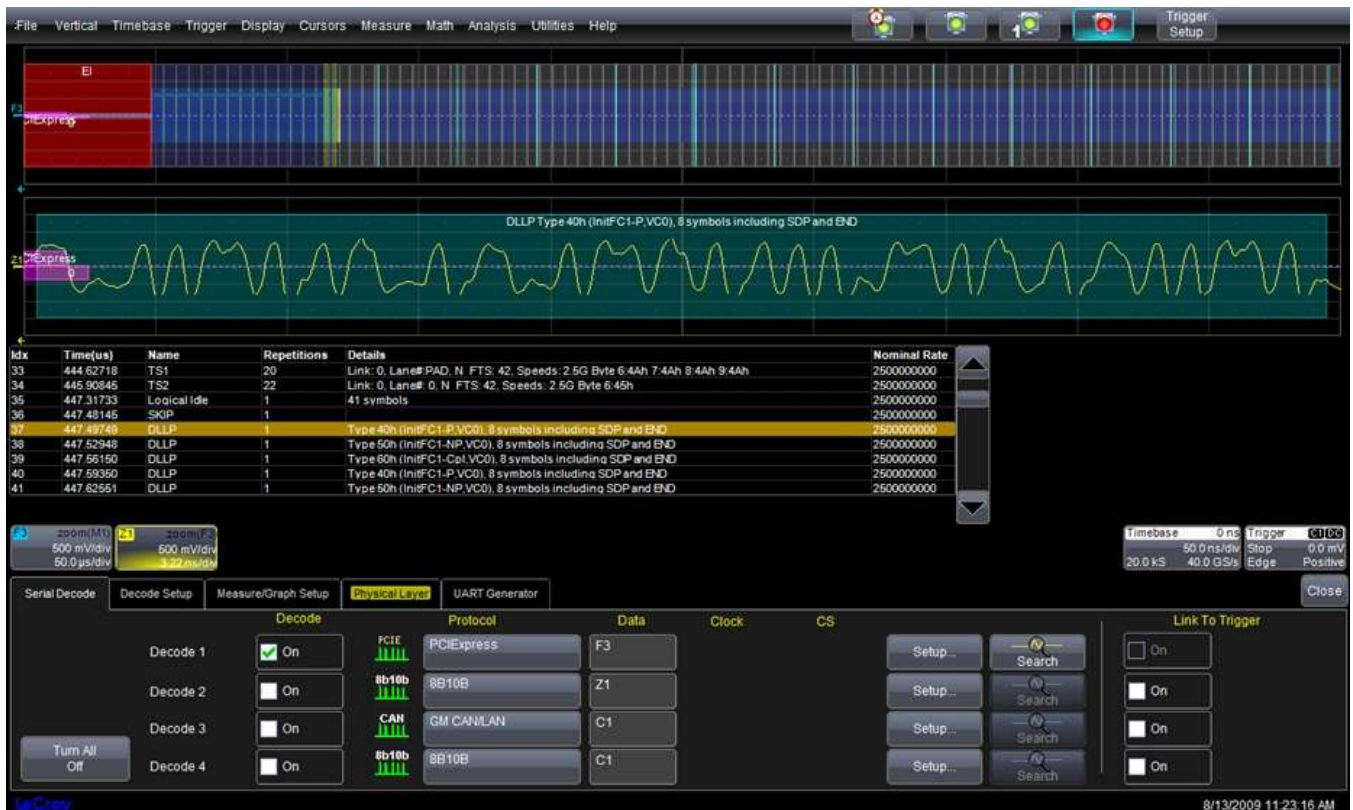 File Vertical Timebase Trigger Display Cursors Measure Math Analysis Utilities Help
1
Trigger
Setup
EI
F3
CIExpress
0
DLLP Type 40h (InitFC1-P,VC0), 8 symbols including SDP and END
Z1
CIExpress
0
Idx Time(us) Name Repetitions Details Nominal Rate
33 444.62718 TS1 20 Link: 0, Lane#:PAD, N FTS: 42, Speeds: 2.5G Byte 6:4Ah 7:4Ah 8:4Ah 9:4Ah 2500000000
34 445.90845 TS2 22 Link: 0, Lane#: 0, N FTS: 42, Speeds: 2.5G Byte 6:45h 2500000000
35 447.31733 Logical Idle 1 41 symbols 2500000000
36 447.48145 SKIP 1 2500000000
37 447.49749 DLLP 1 Type 40h (InitFC1-P,VC0), 8 symbols including SDP and END 2500000000
38 447.52948 DLLP 1 Type 50h (InitFC1-NP,VC0), 8 symbols including SDP and END 2500000000
39 447.56150 DLLP 1 Type 60h (InitFC1-Cpl,VC0), 8 symbols including SDP and END 2500000000
40 447.59350 DLLP 1 Type 40h (InitFC1-P,VC0), 8 symbols including SDP and END 2500000000
41 447.62551 DLLP 1 Type 50h (InitFC1-NP,VC0), 8 symbols including SDP and END 2500000000
F3 zoom(M1)
500 mV/div
50.0 µs/div
Z1 zoom(F3
500 mV/div
3.22 ns/div
Timebase 0 ns
50.0 ns/div
20.0 kS 40.0 GS/s
Trigger C1 DC
Stop 0.0 mV
Edge Positive
Serial Decode Decode Setup Measure/Graph Setup Physical Layer UART Generator Close
Decode Protocol Data Clock CS Link To Trigger
Decode 1 On PCIE PCIExpress F3 Setup... Search On
Decode 2 On 8b10b 8B10B Z1 Setup... Search On
Decode 3 On CAN GM CAN/LAN C1 Setup... Search On
Turn All
Off
Decode 4 On 8b10b 8B10B C1 Setup... Search On
LeCroy
8/13/2009 11:23:16 AM